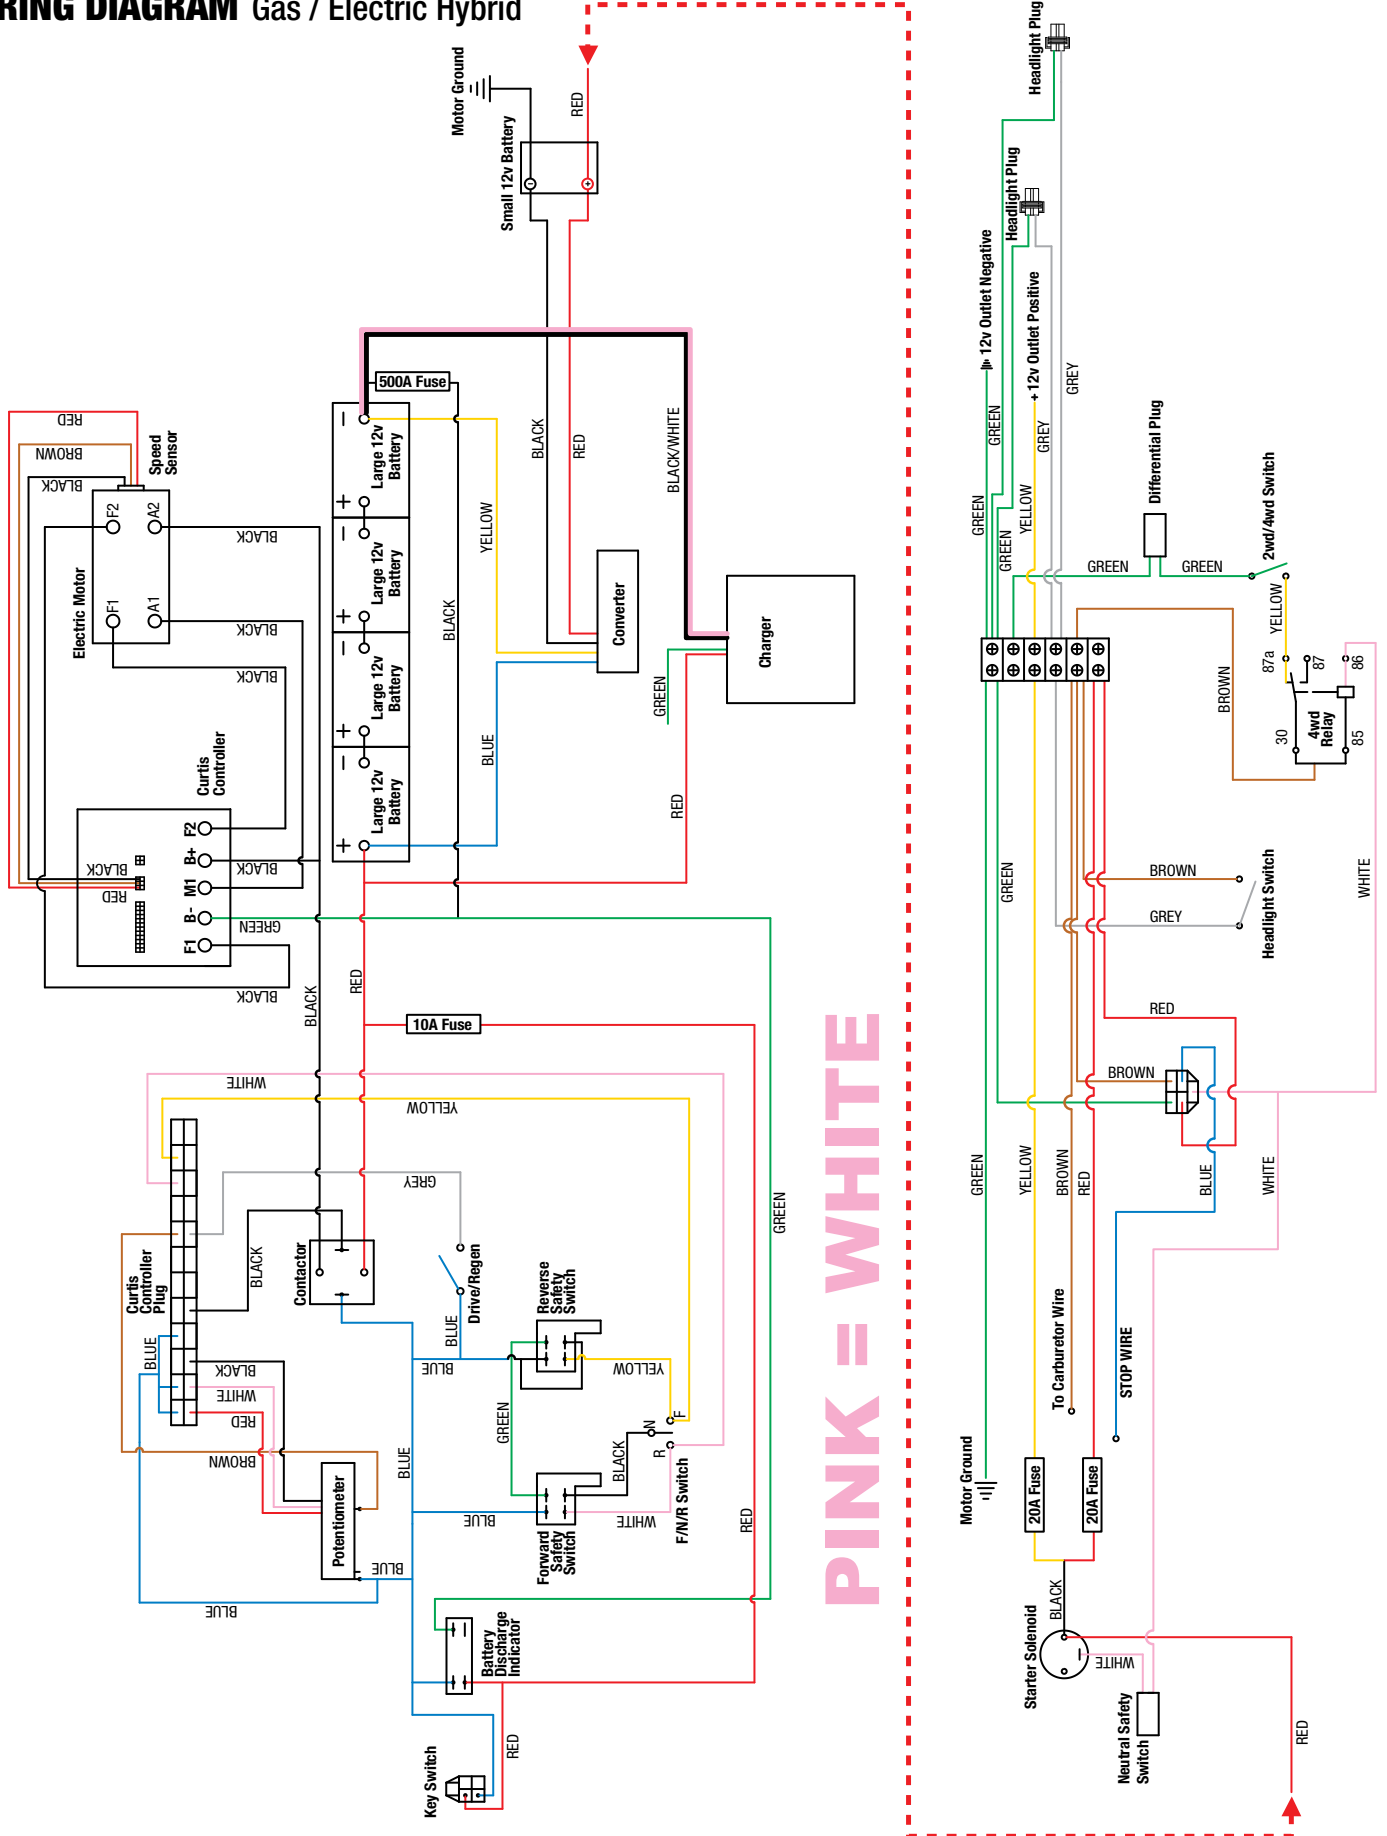 RING DIAGRAM Gas / Electric Hybrid
Motor Ground
Small 12v Battery
RED
Headlight Plug
Headlight Plug
12v Outlet Negative
+ 12v Outlet Positive
GREEN
GREEN
GREEN
YELLOW
GREY
GREY
RED
BROWN
BLACK
Speed
Sensor
F2
A2
F1
A1
Electric Motor
BLACK
BLACK
BLACK
500A Fuse
Large 12v
Battery
Large 12v
Battery
Large 12v
Battery
Large 12v
Battery
YELLOW
BLACK
BLUE
BLACK
RED
BLACK/WHITE
Converter
Charger
GREEN
RED
Curtis
Controller
F2
B+
M1
B-
F1
BLACK
RED
BLACK
GREEN
BLACK
BLACK
RED
10A Fuse
WHITE
YELLOW
GREY
Curtis
Controller
Plug
BLACK
Contactor
Drive/Regen
BLUE
BLUE
Reverse
Safety
Switch
YELLOW
GREEN
BLUE
BLACK
WHITE
RED
BROWN
Potentiometer
BLUE
BLUE
BLUE
BLUE
Forward
Safety
Switch
BLACK
WHITE
N
F
R
F/N/R Switch
RED
GREEN
Battery
Discharge
Indicator
Key Switch
RED
PINK = WHITE
Differential Plug
GREEN
GREEN
2wd/4wd Switch
YELLOW
87a
87
86
30
85
4wd
Relay
BROWN
GREEN
BROWN
GREY
Headlight Switch
WHITE
RED
BROWN
GREEN
YELLOW
BROWN
RED
BLUE
WHITE
To Carburetor Wire
STOP WIRE
Motor Ground
20A Fuse
20A Fuse
BLACK
Starter Solenoid
WHITE
Neutral Safety
Switch
RED